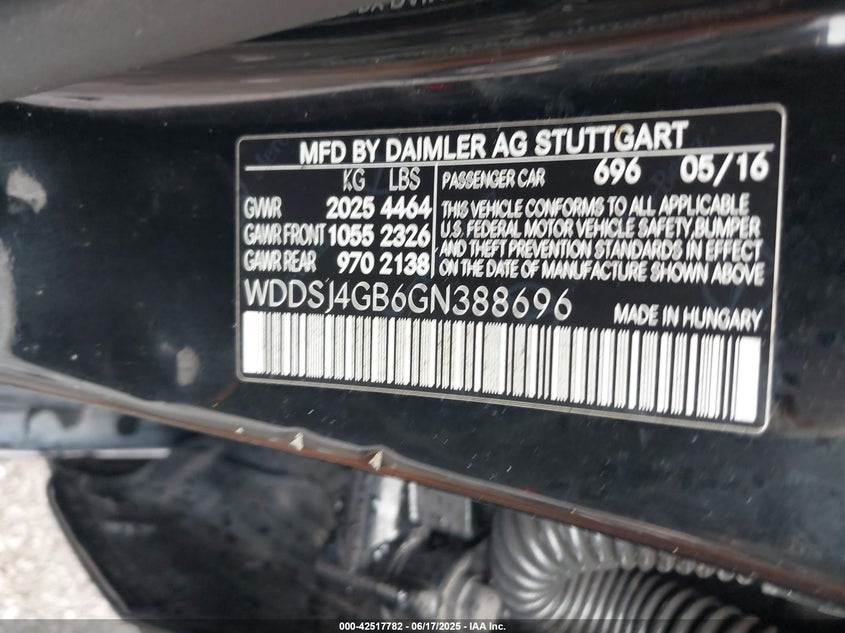 MFD BY DAIMLER AG STUTTGART
KG LBS
GVWR 2025 4464
GAWR FRONT 1055 2326
GAWR REAR 970 2138
PASSENGER CAR 696 05/16
THIS VEHICLE CONFORMS TO ALL APPLICABLE
U.S. FEDERAL MOTOR VEHICLE SAFETY, BUMPER
AND THEFT PREVENTION STANDARDS IN EFFECT
ON THE DATE OF MANUFACTURE SHOWN ABOVE
WDDSJ4GB6GN388696
MADE IN HUNGARY
000-42517782 - 06/17/2025 - IAA Inc.